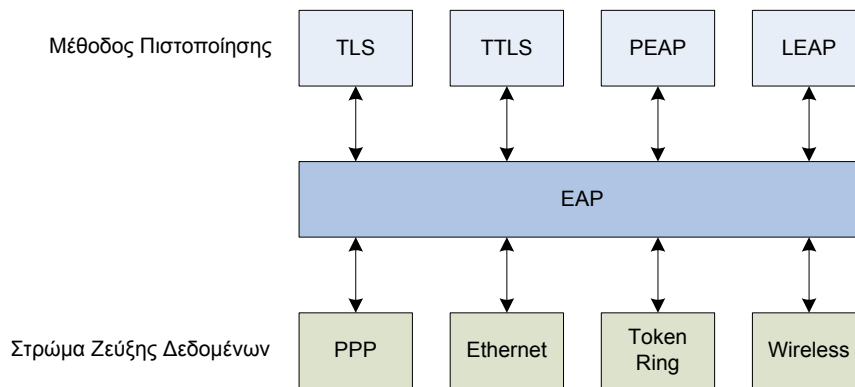 Μέθοδος Πιστοποίησης
TLS
TTLS
PEAP
LEAP
EAP
Στρώμα Ζεύξης Δεδομένων
PPP
Ethernet
Token
Ring
Wireless